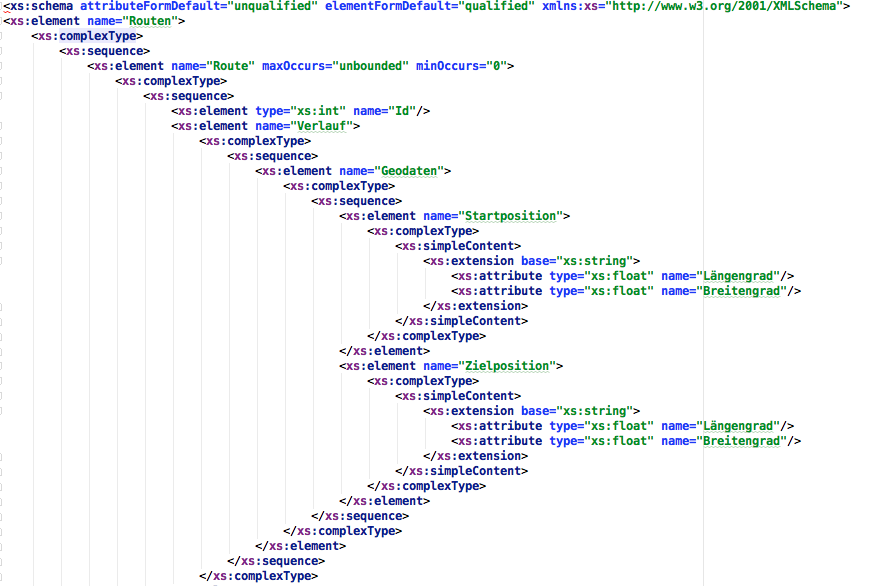 <xs:schema attributeFormDefault="unqualified" elementFormDefault="qualified" xmlns:xs="http://www.w3.org/2001/XMLSchema">
<xs:element name="Routen">
<xs:complexType>
<xs:sequence>
<xs:element name="Route" maxOccurs="unbounded" minOccurs="0">
<xs:complexType>
<xs:sequence>
<xs:element type="xs:int" name="Id"/>
<xs:element name="Verlauf">
<xs:complexType>
<xs:sequence>
<xs:element name="Geodaten">
<xs:complexType>
<xs:sequence>
<xs:element name="Startposition">
<xs:complexType>
<xs:simpleContent>
<xs:extension base="xs:string">
<xs:attribute type="xs:float" name="Längengrad"/>
<xs:attribute type="xs:float" name="Breitengrad"/>
</xs:extension>
</xs:simpleContent>
</xs:complexType>
</xs:element>
<xs:element name="Zielposition">
<xs:complexType>
<xs:simpleContent>
<xs:extension base="xs:string">
<xs:attribute type="xs:float" name="Längengrad"/>
<xs:attribute type="xs:float" name="Breitengrad"/>
</xs:extension>
</xs:simpleContent>
</xs:complexType>
</xs:element>
</xs:sequence>
</xs:complexType>
</xs:element>
</xs:sequence>
</xs:complexType>